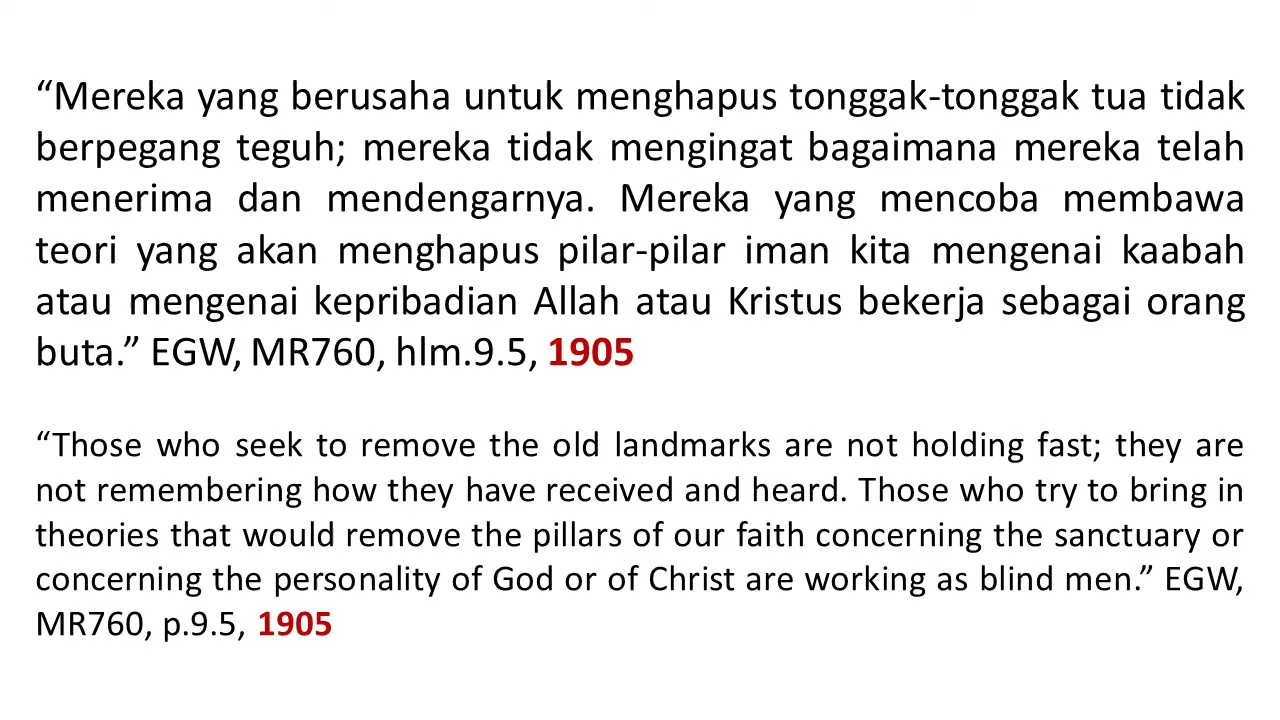 “Mereka yang berusaha untuk menghapus tonggak-tonggak tua tidak
berpegang teguh; mereka tidak mengingat bagaimana mereka telah
menerima dan mendengarnya. Mereka yang mencoba membawa
teori yang akan menghapus pilar-pilar iman kita mengenai kaabah
atau mengenai kepribadian Allah atau Kristus bekerja sebagai orang
buta.” EGW, MR760, hlm.9.5, 1905
“Those who seek to remove the old landmarks are not holding fast; they are
not remembering how they have received and heard. Those who try to bring in
theories that would remove the pillars of our faith concerning the sanctuary or
concerning the personality of God or of Christ are working as blind men.” EGW,
MR760, p.9.5, 1905